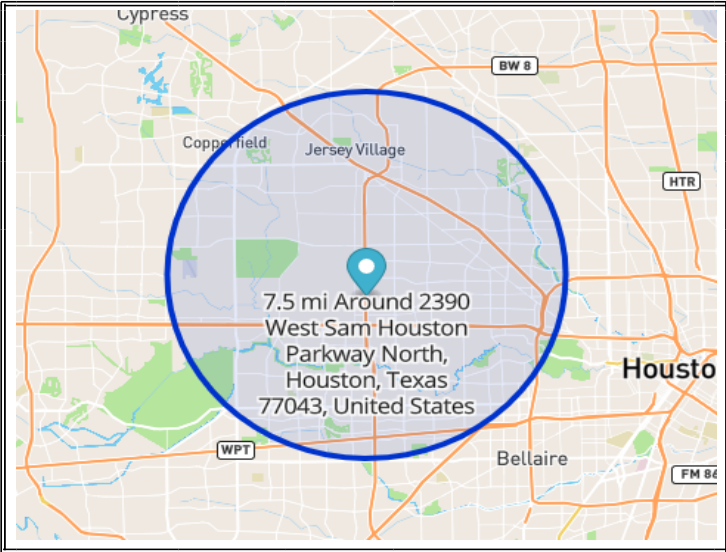 Cypress
BW 8
Copperfield
Jersey Village
HTR
7.5 mi Around 2390
West Sam Houston
Parkway North,
Houston, Texas
77043, United States
Housto
WPT
Bellaire
FM 86